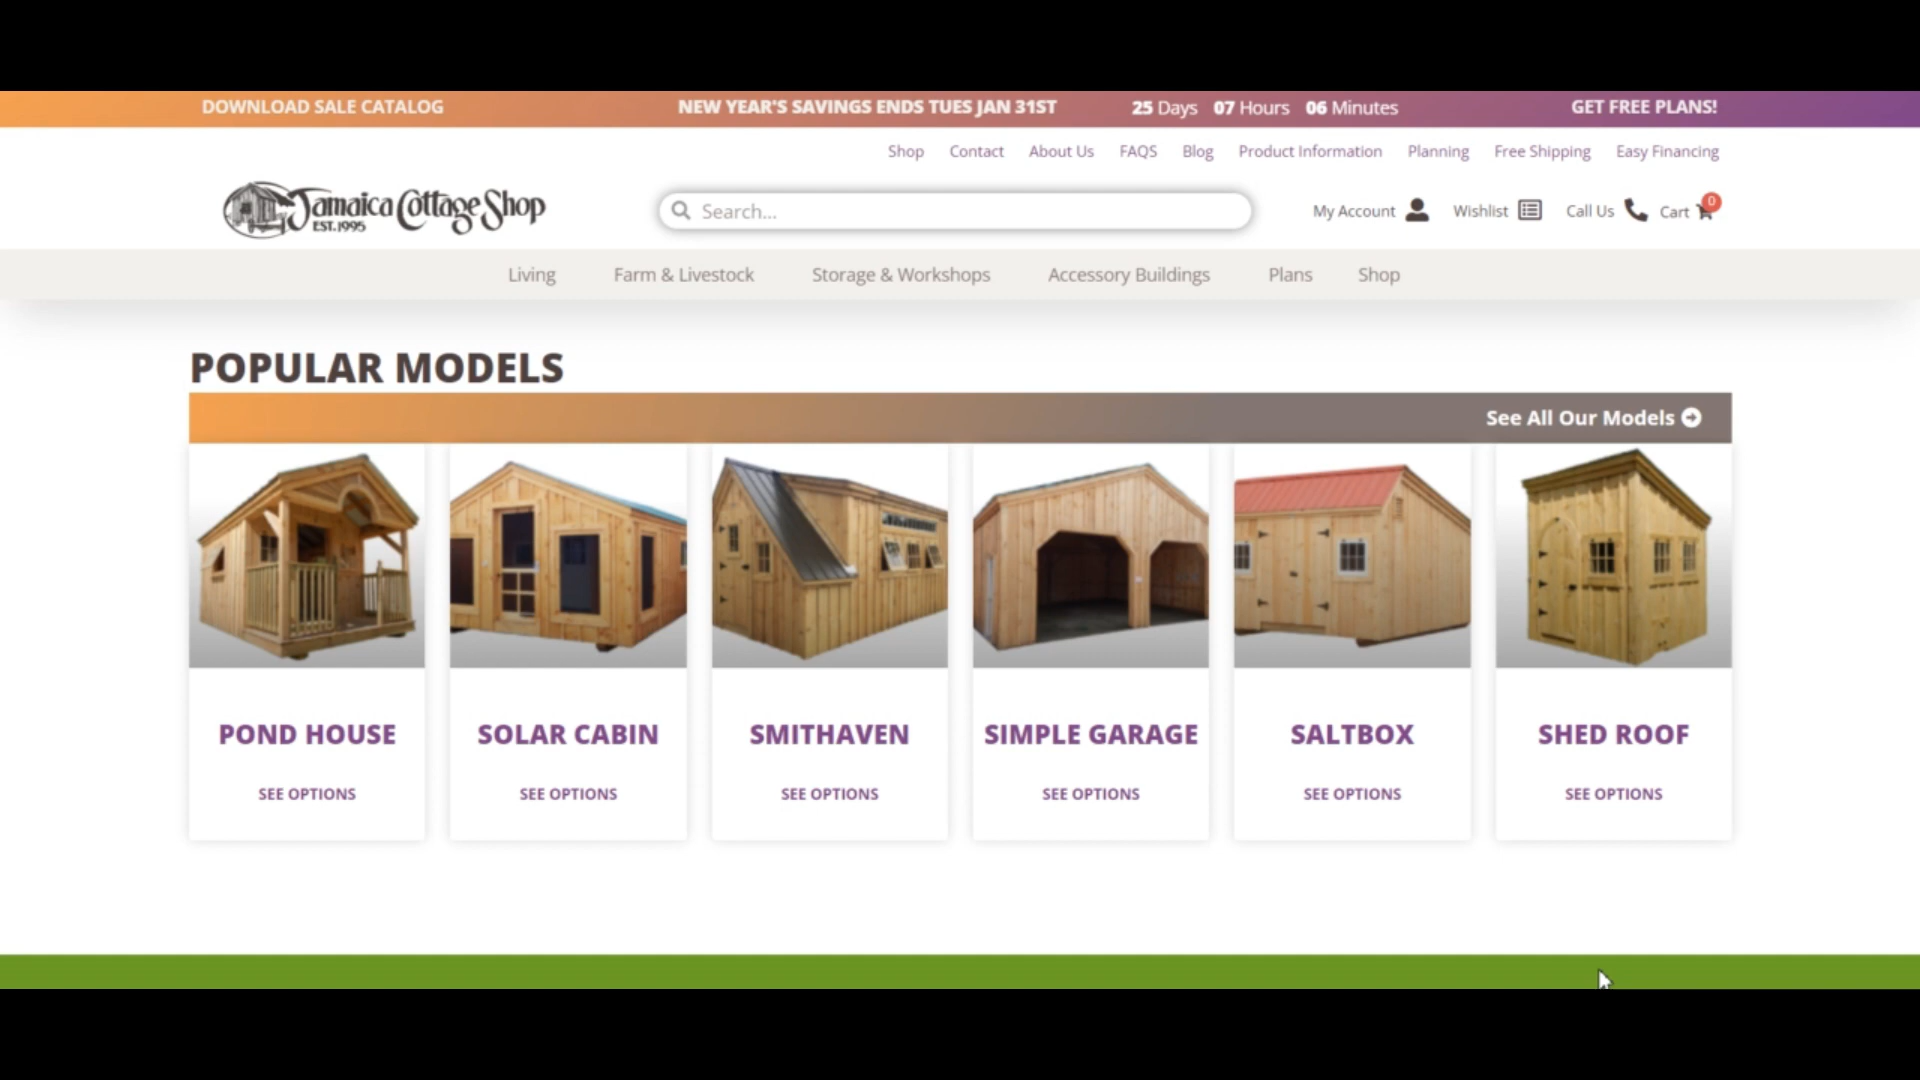 DOWNLOAD SALE CATALOG
NEW YEAR'S SAVINGS ENDS TUES JAN 31ST
25 Days 07 Hours 06 Minutes
GET FREE PLANS!
Shop Contact About Us FAQS Blog Product Information Planning Free Shipping Easy Financing
Jamaica Cottage Shop
EST. 1995
Search...
My Account Wishlist Call Us Cart 0
Living Farm & Livestock Storage & Workshops Accessory Buildings Plans Shop
POPULAR MODELS
See All Our Models
POND HOUSE
SEE OPTIONS
SOLAR CABIN
SEE OPTIONS
SMITHAVEN
SEE OPTIONS
SIMPLE GARAGE
SEE OPTIONS
SALTBOX
SEE OPTIONS
SHED ROOF
SEE OPTIONS